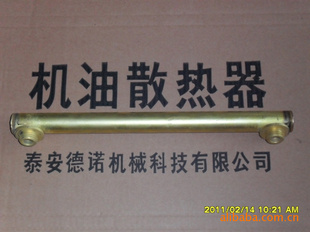 机油散热器
泰安德诺机械科技有限公司
2011/02/14 10:21 AM
alibaba.com.cn